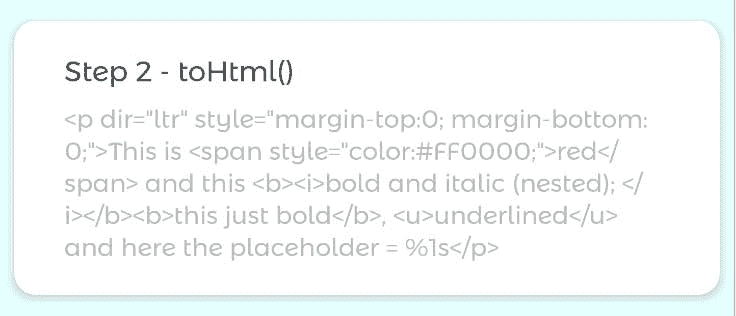 Step 2 - toHtml()
<p dir="ltr" style="margin-top:0; margin-bottom:
0;">This is <span style="color:#FF0000;">red</
span> and this <b><i>bold and italic (nested); </
i></b><b>this just bold</b>, <u>underlined</u>
and here the placeholder = %1s</p>